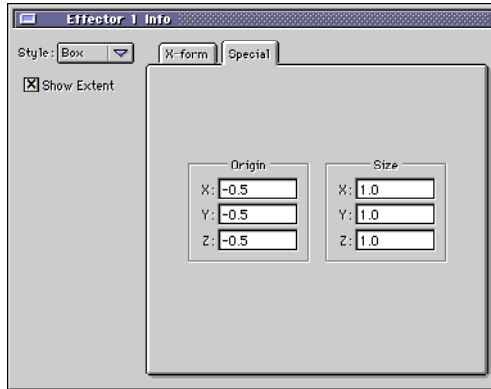 Effector 1 Info
Style: Box
Show Extent
X-form Special
Origin Size
X: -0.5 X: 1.0
Y: -0.5 Y: 1.0
Z: -0.5 Z: 1.0